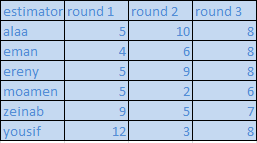 estimator round 1 round 2 round 3
alaa 5 10 8
eman 4 6 8
ereny 5 9 8
moamen 5 2 6
zeinab 9 5 7
yousif 12 3 8